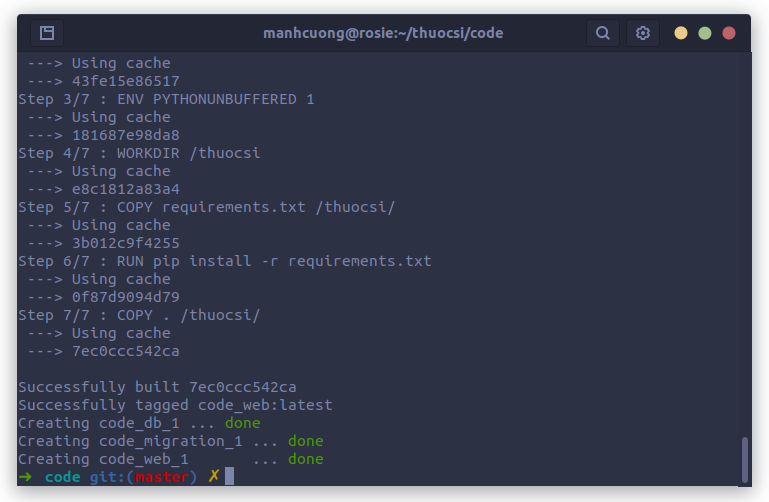 manhcuong@rosie:~/thuocsi/code
---> Using cache
---> 43fe15e86517
Step 3/7 : ENV PYTHONUNBUFFERED 1
---> Using cache
---> 181687e98da8
Step 4/7 : WORKDIR /thuocsi
---> Using cache
---> e8c1812a83a4
Step 5/7 : COPY requirements.txt /thuocsi/
---> Using cache
---> 3b012c9f4255
Step 6/7 : RUN pip install -r requirements.txt
---> Using cache
---> 0f87d9094d79
Step 7/7 : COPY . /thuocsi/
---> Using cache
---> 7ec0ccc542ca
Successfully built 7ec0ccc542ca
Successfully tagged code_web:latest
Creating code_db_1 ... done
Creating code_migration_1 ... done
Creating code_web_1       ... done
➜  code git:(master) ✗